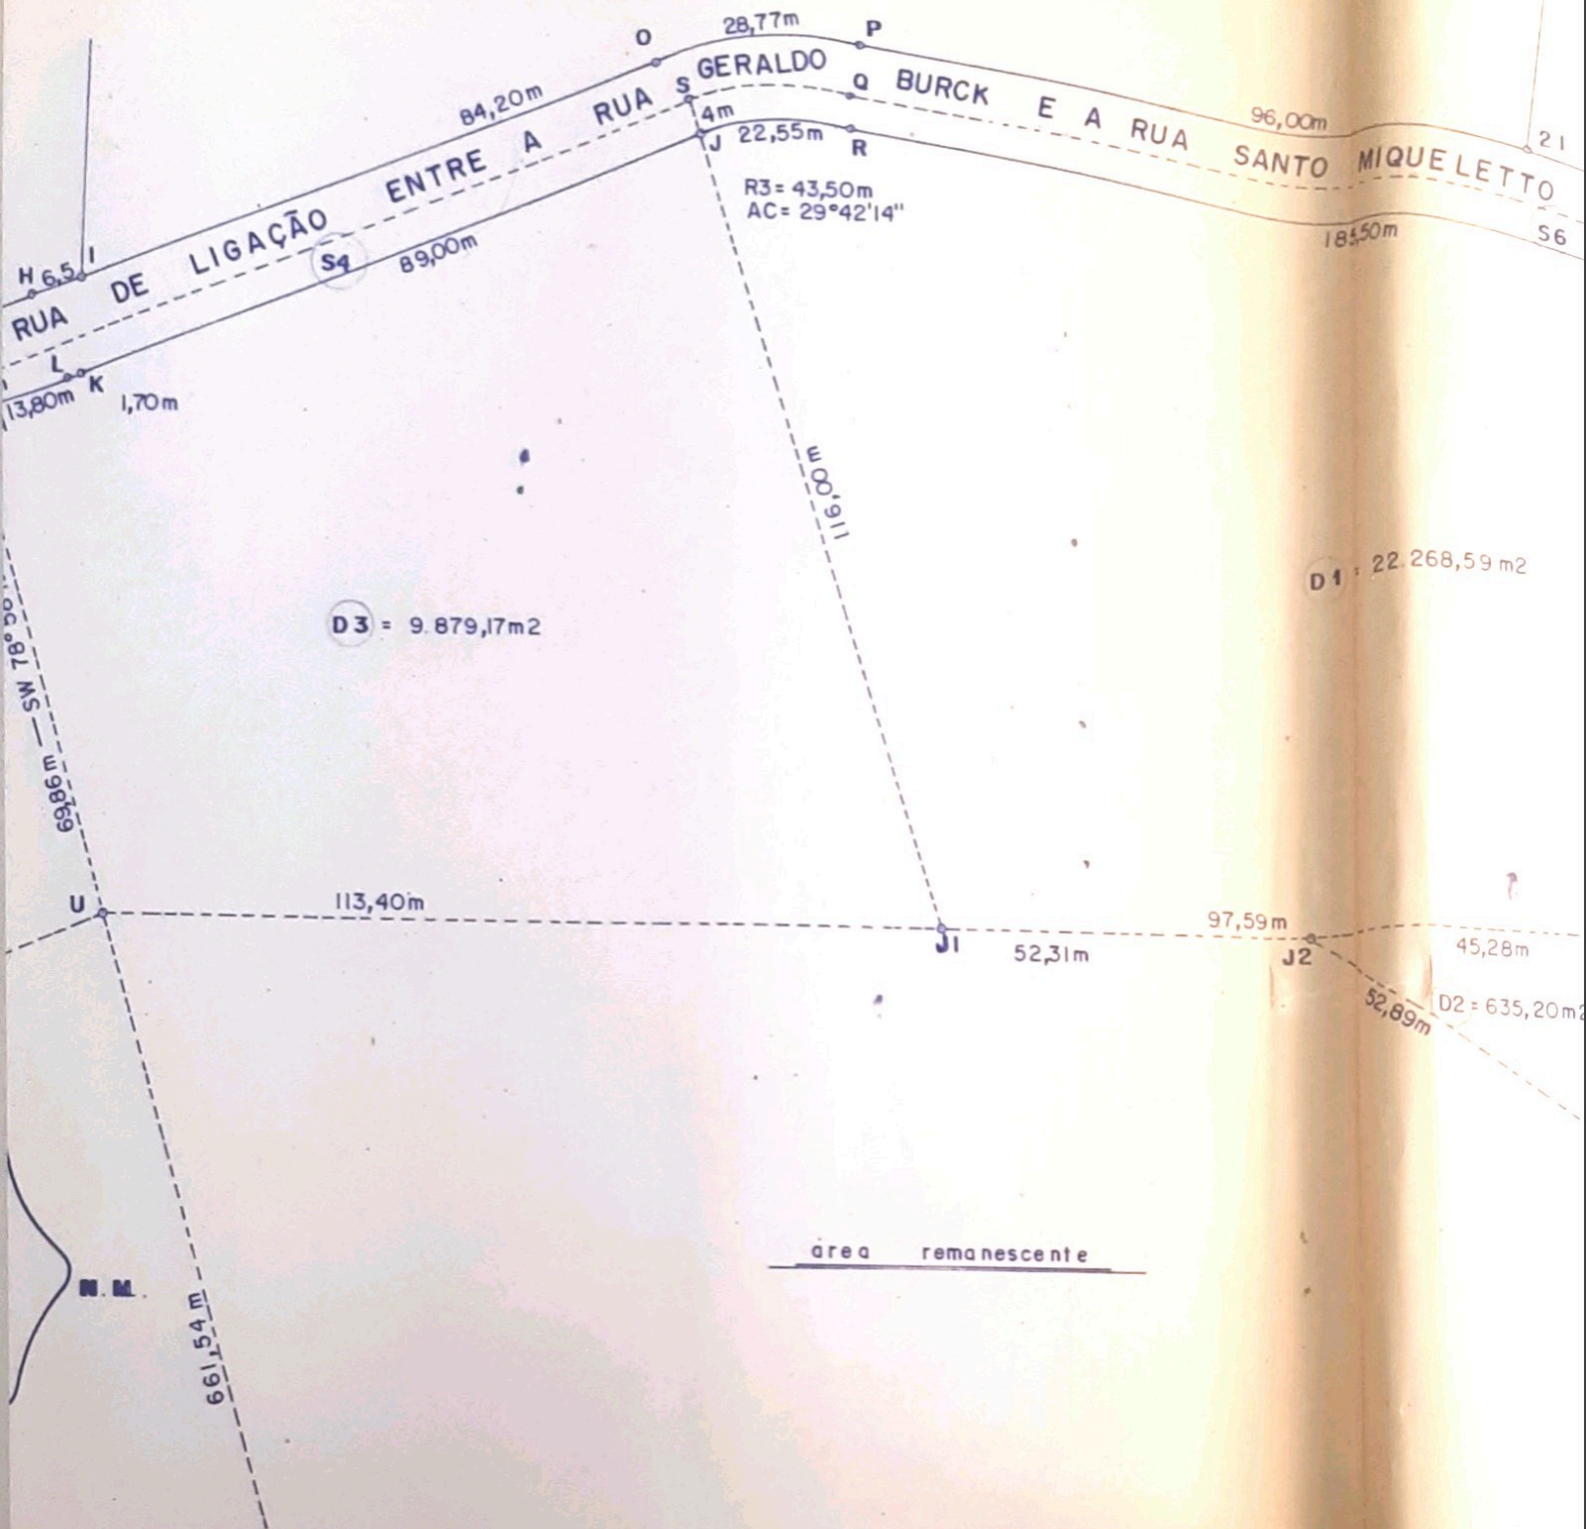 28,77m
O
P
84,20m
RUA DE LIGAÇÃO ENTRE A RUA GERALDO BURCK E A RUA SANTO MIQUELETTO
S
Q
4m
J
22,55m
R
96,00m
21
R3= 43,50m
AC= 29°42'14"
185,50m
S6
H 6,5
I
S4
89,00m
L
K
13,80m
1,70m
116,00 m
D1 = 22.268,59 m2
D3 = 9.879,17m2
69,86m — SW 78°
U
113,40m
J1
52,31m
97,59m
J2
45,28m
52,89m
D2=635,20m2
área remanescente
N.M.
661,54 m